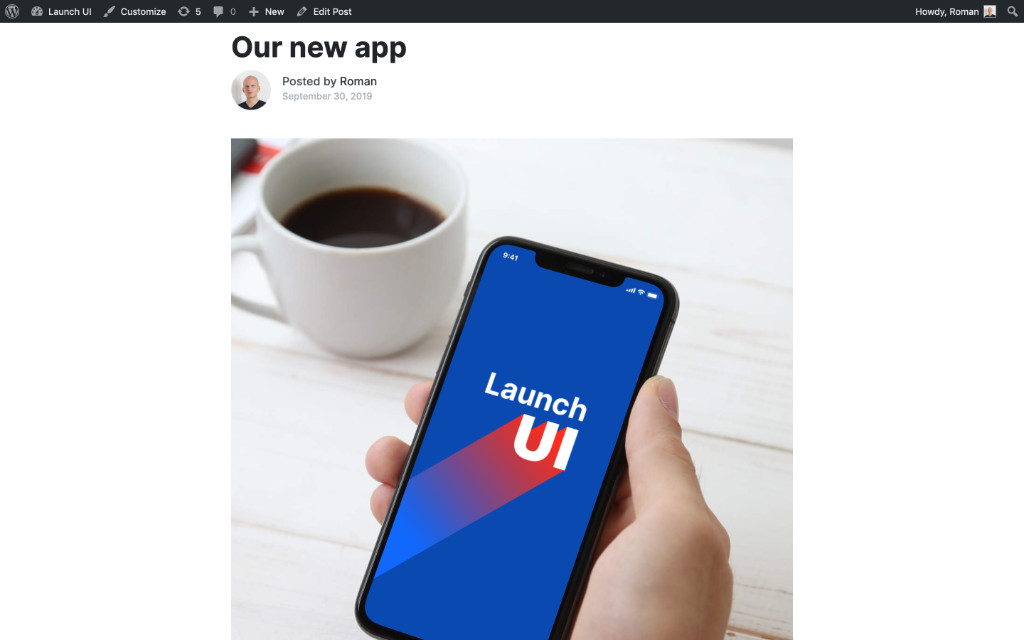 Launch UI Customize 5 0 New Edit Post Howdy, Roman
Our new app
Posted by Roman
September 30, 2019
9:41
Launch
UI